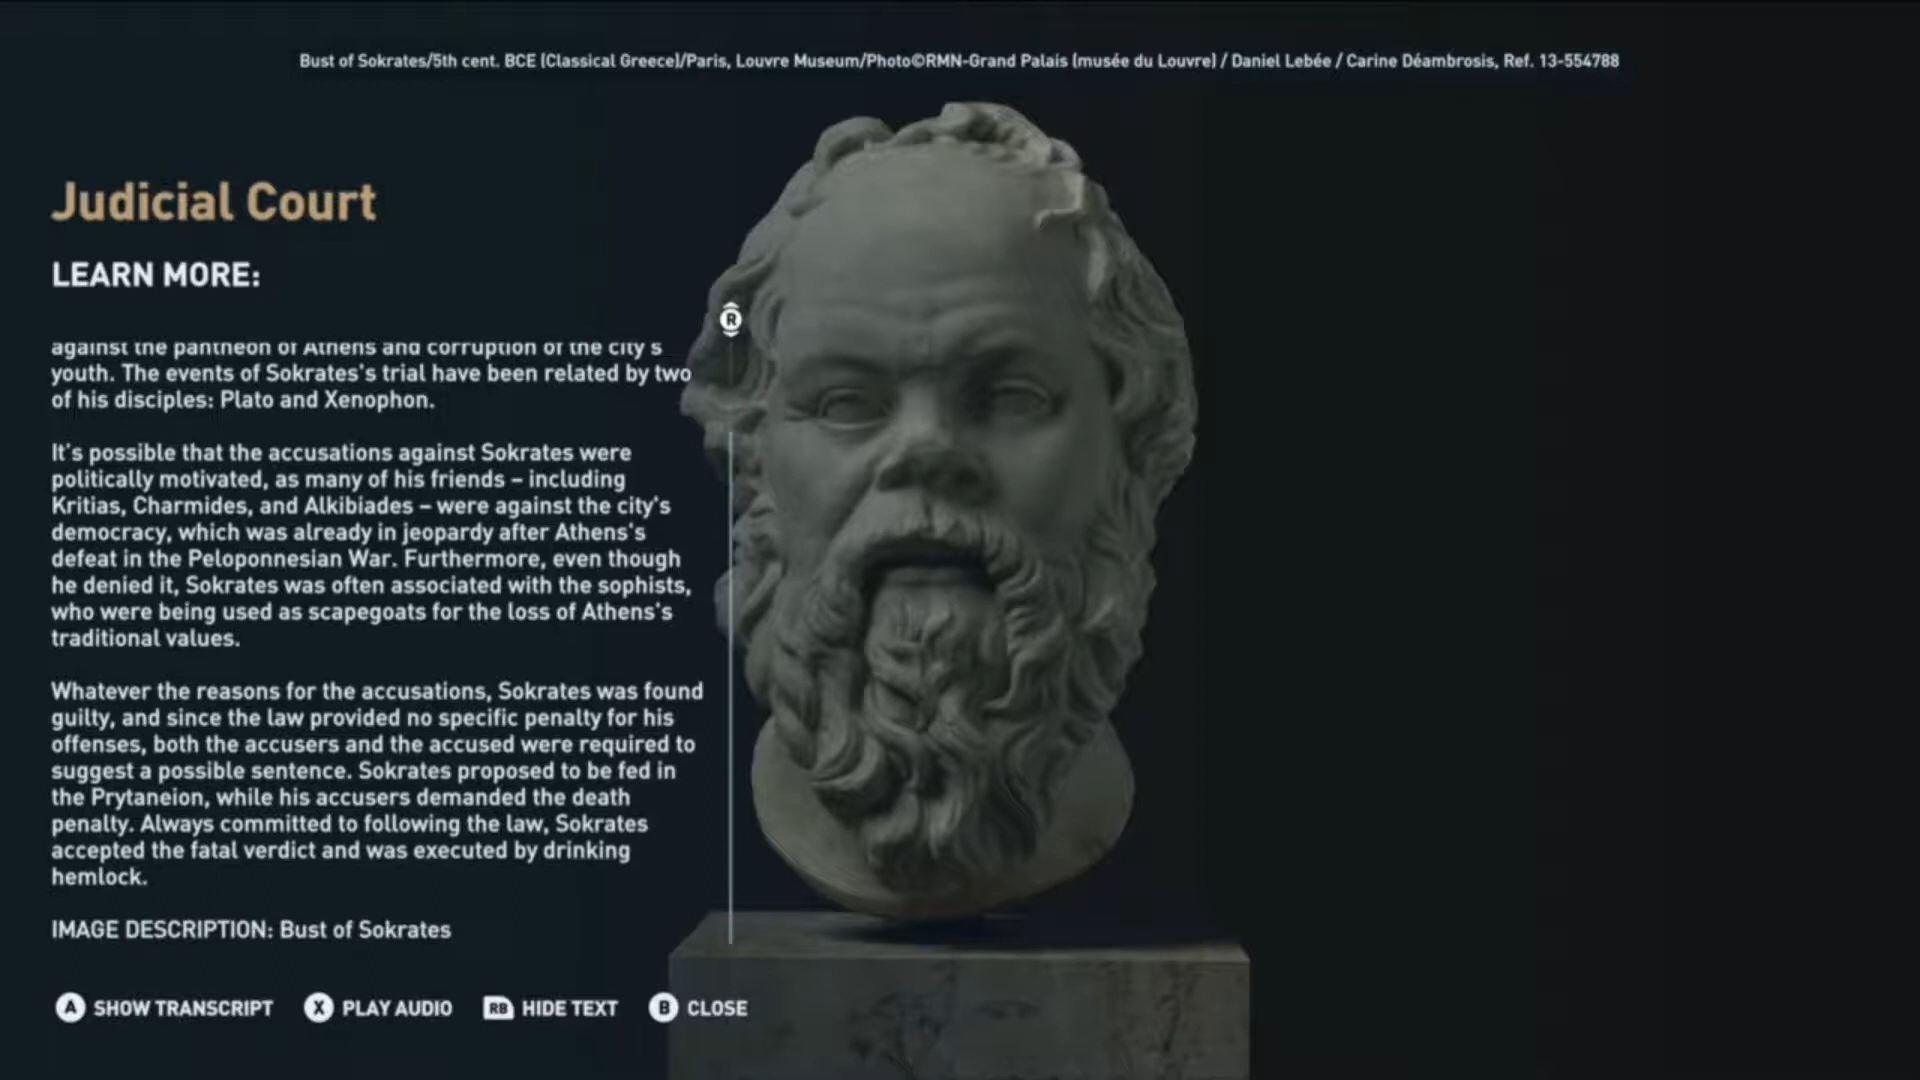 Bust of Sokrates/5th cent. BCE (Classical Greece)/Paris, Louvre Museum/Photo©RMN-Grand Palais (musée du Louvre) / Daniel Lebée / Carine Déambrosis, Ref. 13-554788
Judicial Court
LEARN MORE:
R
against the pantheon of Athens and corruption of the city's
youth. The events of Sokrates's trial have been related by two
of his disciples: Plato and Xenophon.
It's possible that the accusations against Sokrates were
politically motivated, as many of his friends – including
Kritias, Charmides, and Alkibiades – were against the city's
democracy, which was already in jeopardy after Athens's
defeat in the Peloponnesian War. Furthermore, even though
he denied it, Sokrates was often associated with the sophists,
who were being used as scapegoats for the loss of Athens's
traditional values.
Whatever the reasons for the accusations, Sokrates was found
guilty, and since the law provided no specific penalty for his
offenses, both the accusers and the accused were required to
suggest a possible sentence. Sokrates proposed to be fed in
the Prytaneion, while his accusers demanded the death
penalty. Always committed to following the law, Sokrates
accepted the fatal verdict and was executed by drinking
hemlock.
IMAGE DESCRIPTION: Bust of Sokrates
A SHOW TRANSCRIPT X PLAY AUDIO RB HIDE TEXT B CLOSE